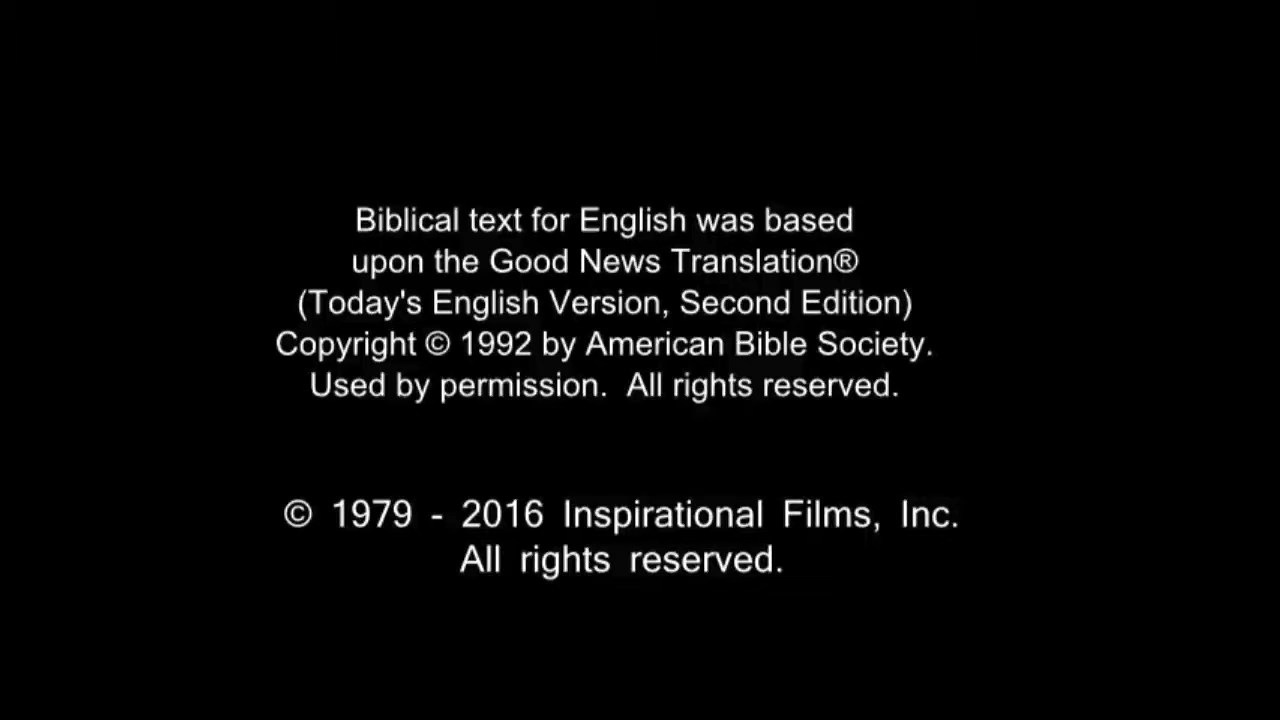 Biblical text for English was based
upon the Good News Translation®
(Today's English Version, Second Edition)
Copyright © 1992 by American Bible Society.
Used by permission.  All rights reserved.
© 1979 - 2016 Inspirational Films, Inc.
All rights reserved.